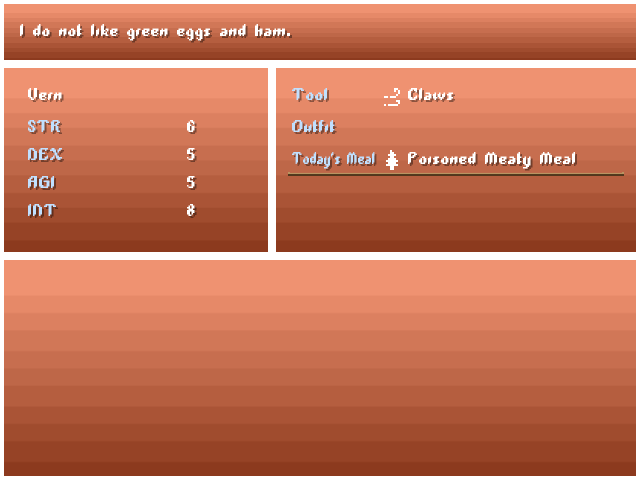 I do not like green eggs and ham.
Vern
STR 6
DEX 5
AGI 5
INT 8
Tool Claws
Outfit
Today's Meal Poisoned Meaty Meal